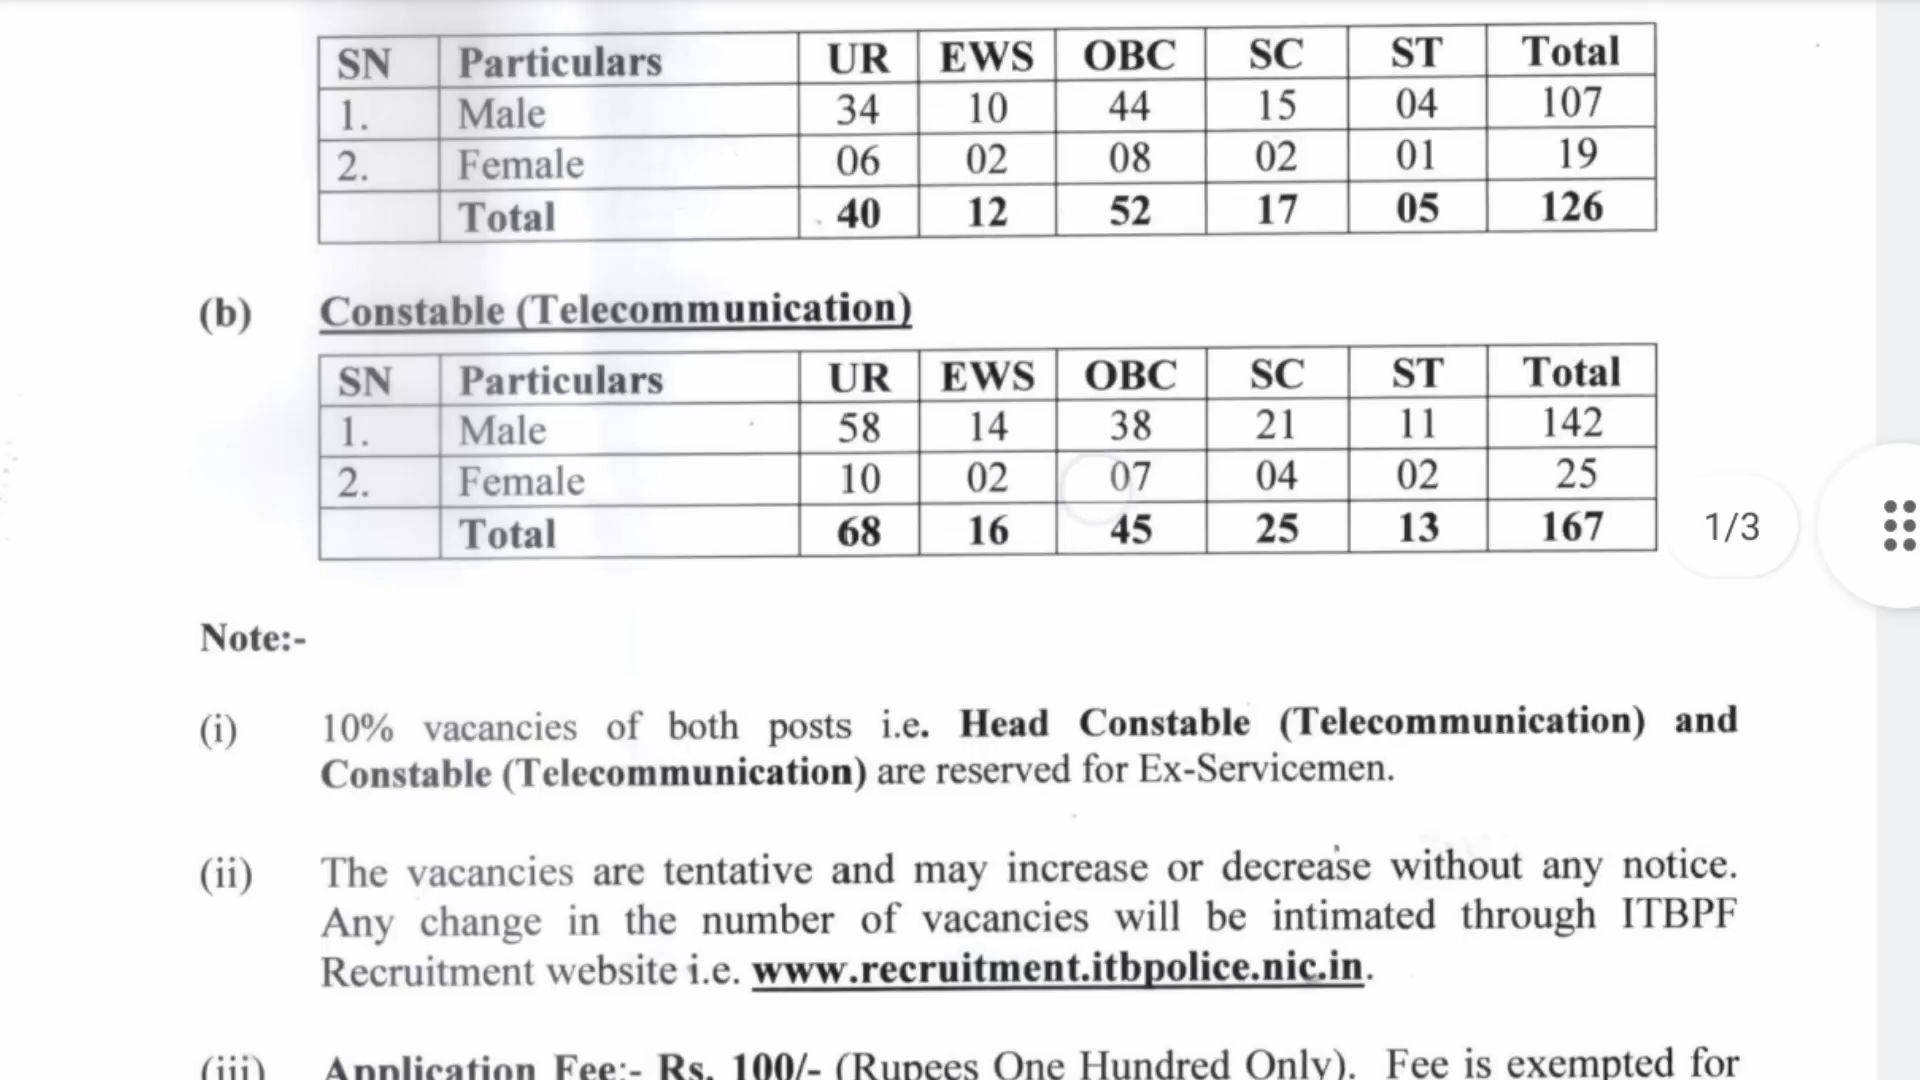 SN Particulars UR EWS OBC SC ST Total
1. Male 34 10 44 15 04 107
2. Female 06 02 08 02 01 19
Total 40 12 52 17 05 126
(b) Constable (Telecommunication)
SN Particulars UR EWS OBC SC ST Total
1. Male 58 14 38 21 11 142
2. Female 10 02 07 04 02 25
Total 68 16 45 25 13 167
1/3
Note:-
(i) 10% vacancies of both posts i.e. Head Constable (Telecommunication) and
Constable (Telecommunication) are reserved for Ex-Servicemen.
(ii) The vacancies are tentative and may increase or decrease without any notice.
Any change in the number of vacancies will be intimated through ITBPF
Recruitment website i.e. www.recruitment.itbpolice.nic.in.
(iii) Application Fee:- Rs. 100/- (Rupees One Hundred Only). Fee is exempted for